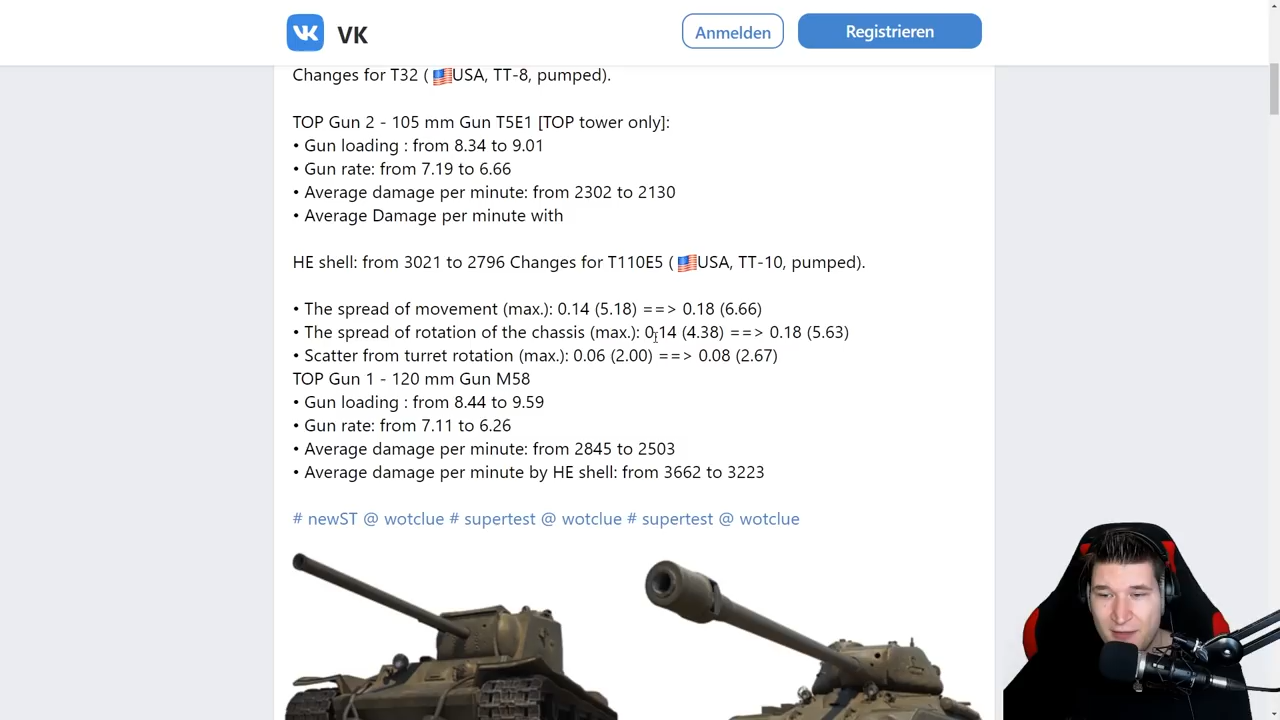 VK
Anmelden
Registrieren
Changes for T32 ( USA, TT-8, pumped).
TOP Gun 2 - 105 mm Gun T5E1 [TOP tower only]:
• Gun loading : from 8.34 to 9.01
• Gun rate: from 7.19 to 6.66
• Average damage per minute: from 2302 to 2130
• Average Damage per minute with
HE shell: from 3021 to 2796 Changes for T110E5 ( USA, TT-10, pumped).
• The spread of movement (max.): 0.14 (5.18) ==> 0.18 (6.66)
• The spread of rotation of the chassis (max.): 0.14 (4.38) ==> 0.18 (5.63)
• Scatter from turret rotation (max.): 0.06 (2.00) ==> 0.08 (2.67)
TOP Gun 1 - 120 mm Gun M58
• Gun loading : from 8.44 to 9.59
• Gun rate: from 7.11 to 6.26
• Average damage per minute: from 2845 to 2503
• Average damage per minute by HE shell: from 3662 to 3223
# newST @ wotclue # supertest @ wotclue # supertest @ wotclue